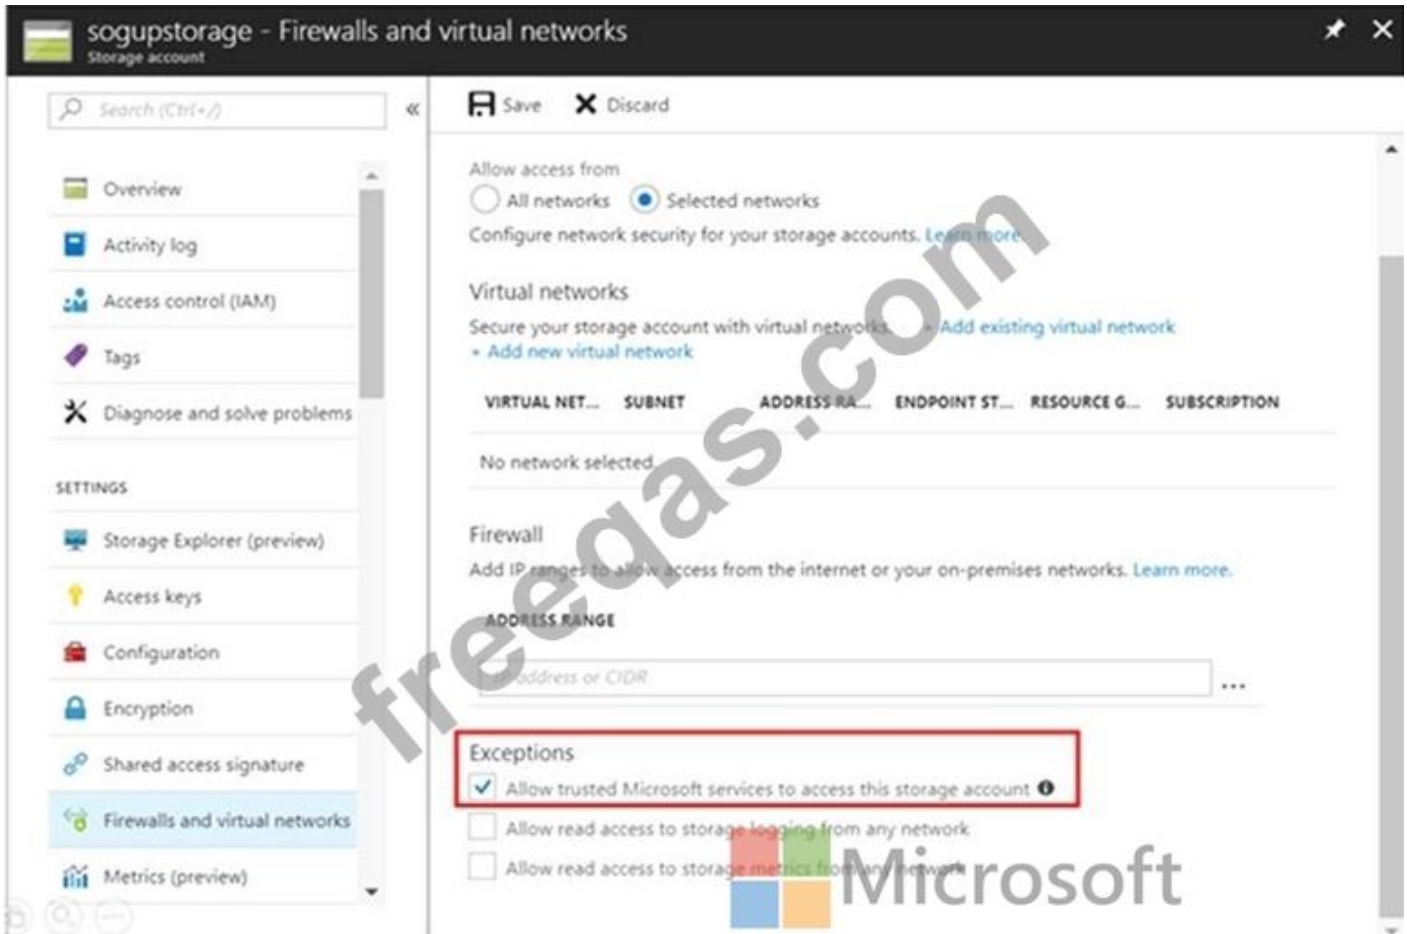 sogupstorage - Firewalls and virtual networks
Storage account
Search (Ctrl+/)
«
Overview
Activity log
Access control (IAM)
Tags
Diagnose and solve problems
SETTINGS
Storage Explorer (preview)
Access keys
Configuration
Encryption
Shared access signature
Firewalls and virtual networks
Metrics (preview)
Save Discard
Allow access from
All networks Selected networks
Configure network security for your storage accounts. Learn more
Virtual networks
Secure your storage account with virtual networks. + Add existing virtual network
+ Add new virtual network
VIRTUAL NET... SUBNET ADDRESS RA... ENDPOINT ST... RESOURCE G... SUBSCRIPTION
No network selected.
Firewall
Add IP ranges to allow access from the internet or your on-premises networks. Learn more.
ADDRESS RANGE
IP address or CIDR
...
Exceptions
Allow trusted Microsoft services to access this storage account
Allow read access to storage logging from any network
Allow read access to storage metrics from any network
freeqas.com
Microsoft